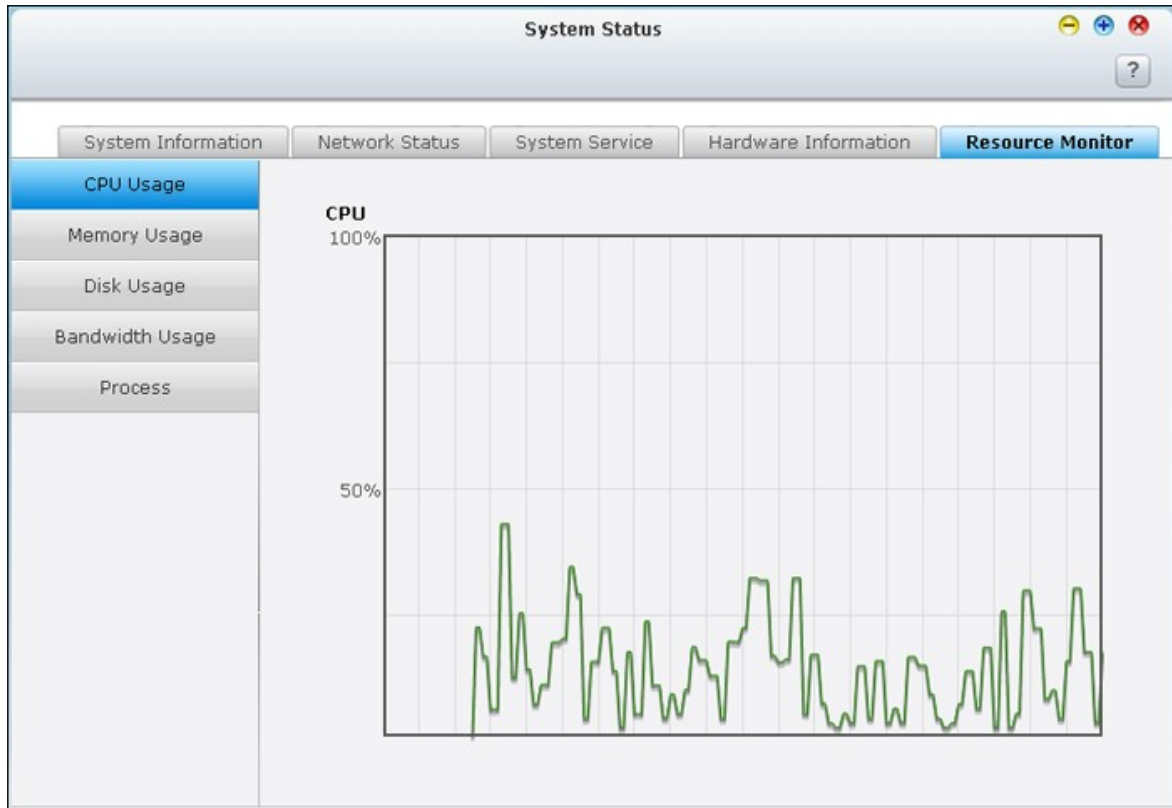 System Status
?
System Information
Network Status
System Service
Hardware Information
Resource Monitor
CPU Usage
Memory Usage
Disk Usage
Bandwidth Usage
Process
CPU
100%
50%